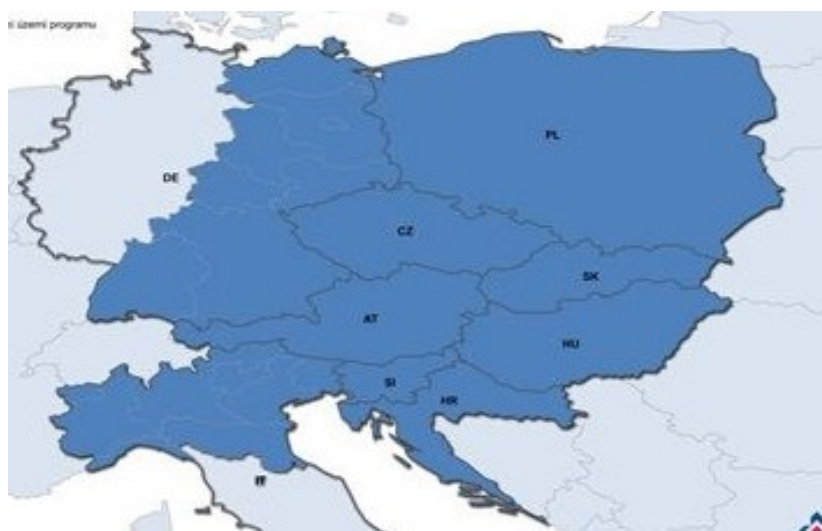 í území programu
PL
DE
CZ
SK
AT
HU
SI
HR
IT